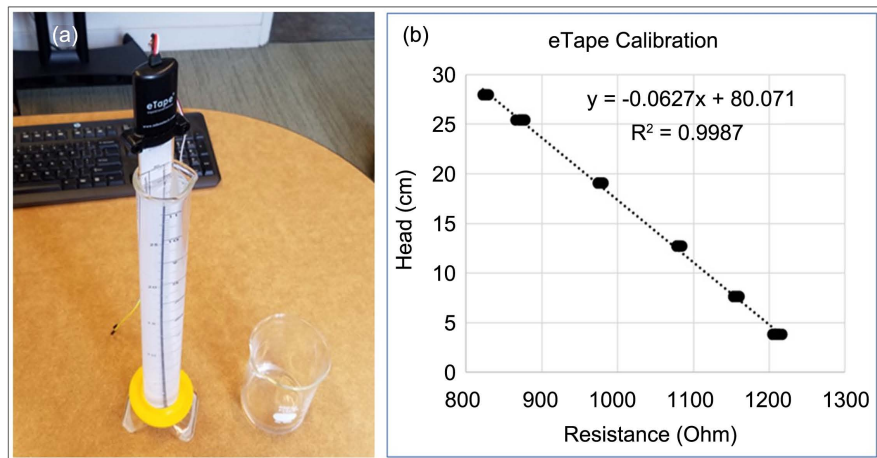 (a)
eTape
(b)
eTape Calibration
y = -0.0627x + 80.071
R² = 0.9987
30
25
20
15
10
5
0
Head (cm)
800 900 1000 1100 1200 1300
Resistance (Ohm)